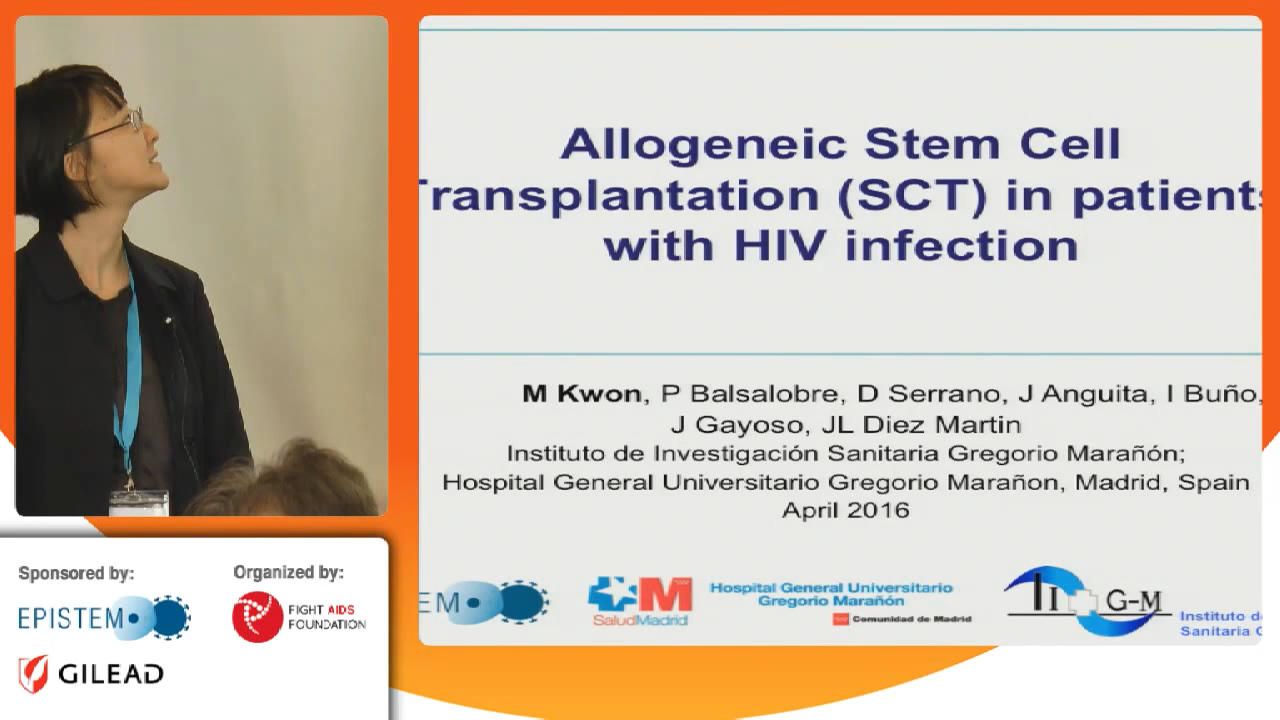 Allogeneic Stem Cell
Transplantation (SCT) in patients
with HIV infection
M Kwon, P Balsalobre, D Serrano, J Anguita, I Buño,
J Gayoso, JL Diez Martin
Instituto de Investigación Sanitaria Gregorio Marañón;
Hospital General Universitario Gregorio Marañon, Madrid, Spain
April 2016
EM
M
SaludMadrid
Hospital General Universitario
Gregorio Marañón
Comunidad de Madrid
II G-M
Instituto d
Sanitaria G
Sponsored by:
EPISTEM
GILEAD
Organized by:
FIGHT AIDS
FOUNDATION